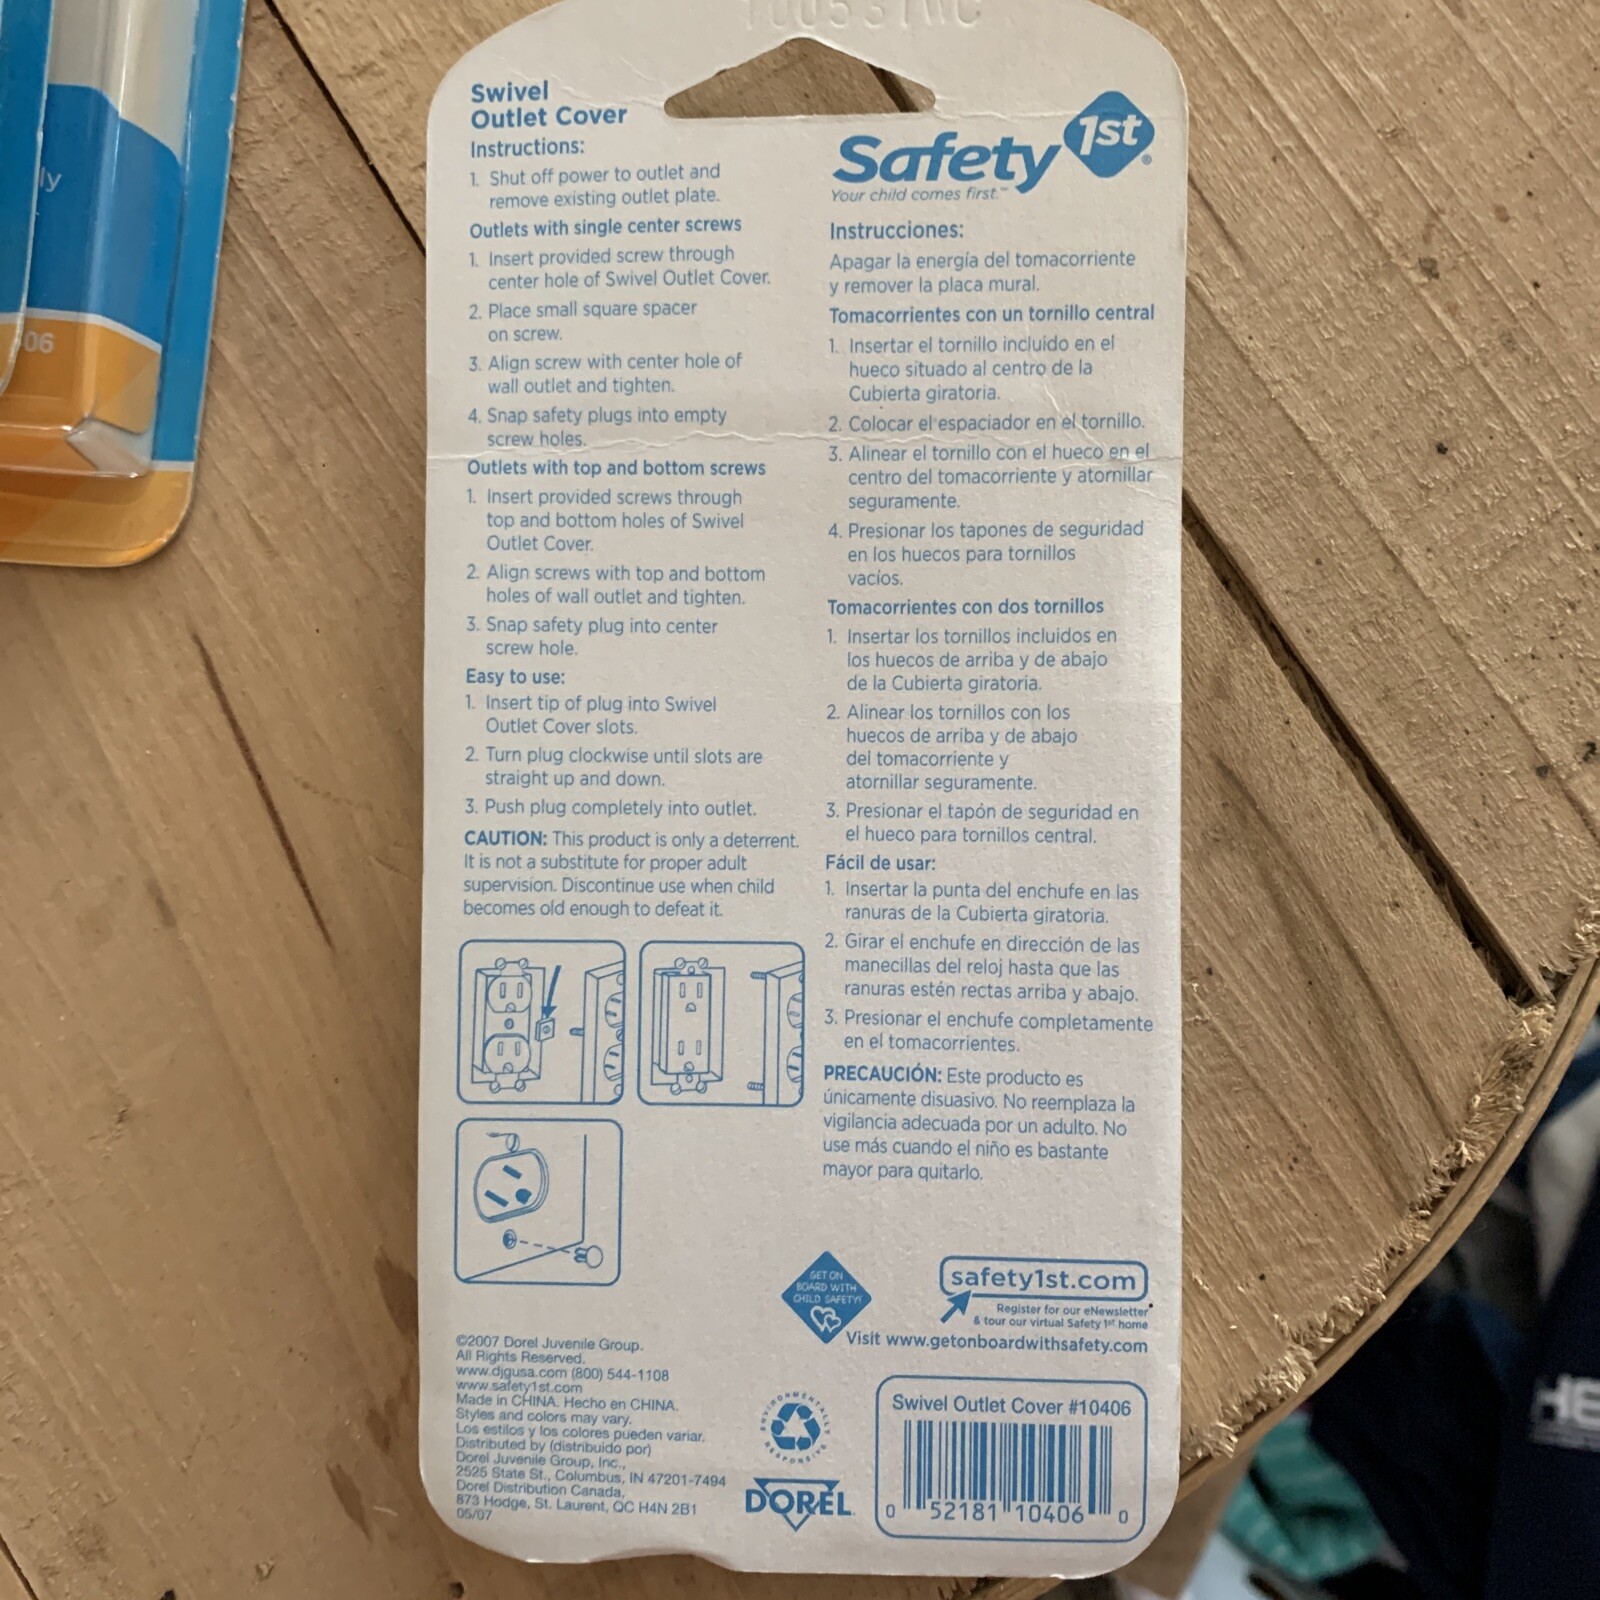 Swivel
Outlet Cover
Instructions:
1. Shut off power to outlet and
remove existing outlet plate.
Outlets with single center screws
1. Insert provided screw through
center hole of Swivel Outlet Cover.
2. Place small square spacer
on screw.
3. Align screw with center hole of
wall outlet and tighten.
4. Snap safety plugs into empty
screw holes.
Outlets with top and bottom screws
1. Insert provided screws through
top and bottom holes of Swivel
Outlet Cover.
2. Align screws with top and bottom
holes of wall outlet and tighten.
3. Snap safety plug into center
screw hole.
Easy to use:
1. Insert tip of plug into Swivel
Outlet Cover slots.
2. Turn plug clockwise until slots are
straight up and down.
3. Push plug completely into outlet.
CAUTION: This product is only a deterrent.
It is not a substitute for proper adult
supervision. Discontinue use when child
becomes old enough to defeat it.
Safety 1st®
Your child comes first.™
Instrucciones:
Apagar la energía del tomacorriente
y remover la placa mural.
Tomacorrientes con un tornillo central
1. Insertar el tornillo incluido en el
hueco situado al centro de la
Cubierta giratoria.
2. Colocar el espaciador en el tornillo.
3. Alinear el tornillo con el hueco en el
centro del tomacorriente y atornillar
seguramente.
4. Presionar los tapones de seguridad
en los huecos para tornillos
vacíos.
Tomacorrientes con dos tornillos
1. Insertar los tornillos incluidos en
los huecos de arriba y de abajo
de la Cubierta giratoria.
2. Alinear los tornillos con los
huecos de arriba y de abajo
del tomacorriente y
atornillar seguramente.
3. Presionar el tapón de seguridad en
el hueco para tornillos central.
Fácil de usar:
1. Insertar la punta del enchufe en las
ranuras de la Cubierta giratoria.
2. Girar el enchufe en dirección de las
manecillas del reloj hasta que las
ranuras estén rectas arriba y abajo.
3. Presionar el enchufe completamente
en el tomacorrientes.
PRECAUCIÓN: Este producto es
únicamente disuasivo. No reemplaza la
vigilancia adecuada por un adulto. No
use más cuando el niño es bastante
mayor para quitarlo.
GET ON
BOARD WITH
CHILD SAFETY!
safety1st.com
Register for our eNewsletter
& tour our virtual Safety 1st home
Visit www.getonboardwithsafety.com
©2007 Dorel Juvenile Group.
All Rights Reserved.
www.djgusa.com (800) 544-1108
www.safety1st.com
Made in CHINA. Hecho en CHINA.
Styles and colors may vary.
Los estilos y los colores pueden variar.
Distributed by (distribuido por)
Dorel Juvenile Group, Inc.,
2525 State St., Columbus, IN 47201-7494
Dorel Distribution Canada,
873 Hodge, St. Laurent, QC H4N 2B1
05/07
ENVIRONMENTALLY
RESPONSIVE
DOREL
Swivel Outlet Cover #10406
0 52181 10406 0
ly
06
HE